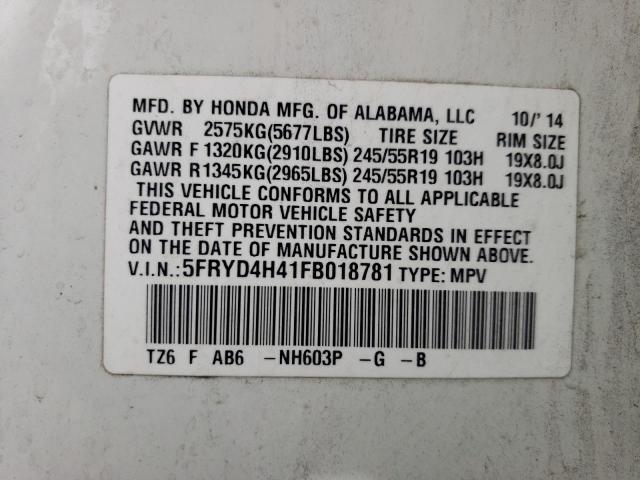 MFD. BY HONDA MFG. OF ALABAMA, LLC 10/'14
GVWR 2575KG(5677LBS) TIRE SIZE RIM SIZE
GAWR F 1320KG(2910LBS) 245/55R19 103H 19X8.0J
GAWR R 1345KG(2965LBS) 245/55R19 103H 19X8.0J
THIS VEHICLE CONFORMS TO ALL APPLICABLE
FEDERAL MOTOR VEHICLE SAFETY
AND THEFT PREVENTION STANDARDS IN EFFECT
ON THE DATE OF MANUFACTURE SHOWN ABOVE.
V.I.N.: 5FRYD4H41FB018781 TYPE: MPV
TZ6 F AB6 -NH603P -G -B